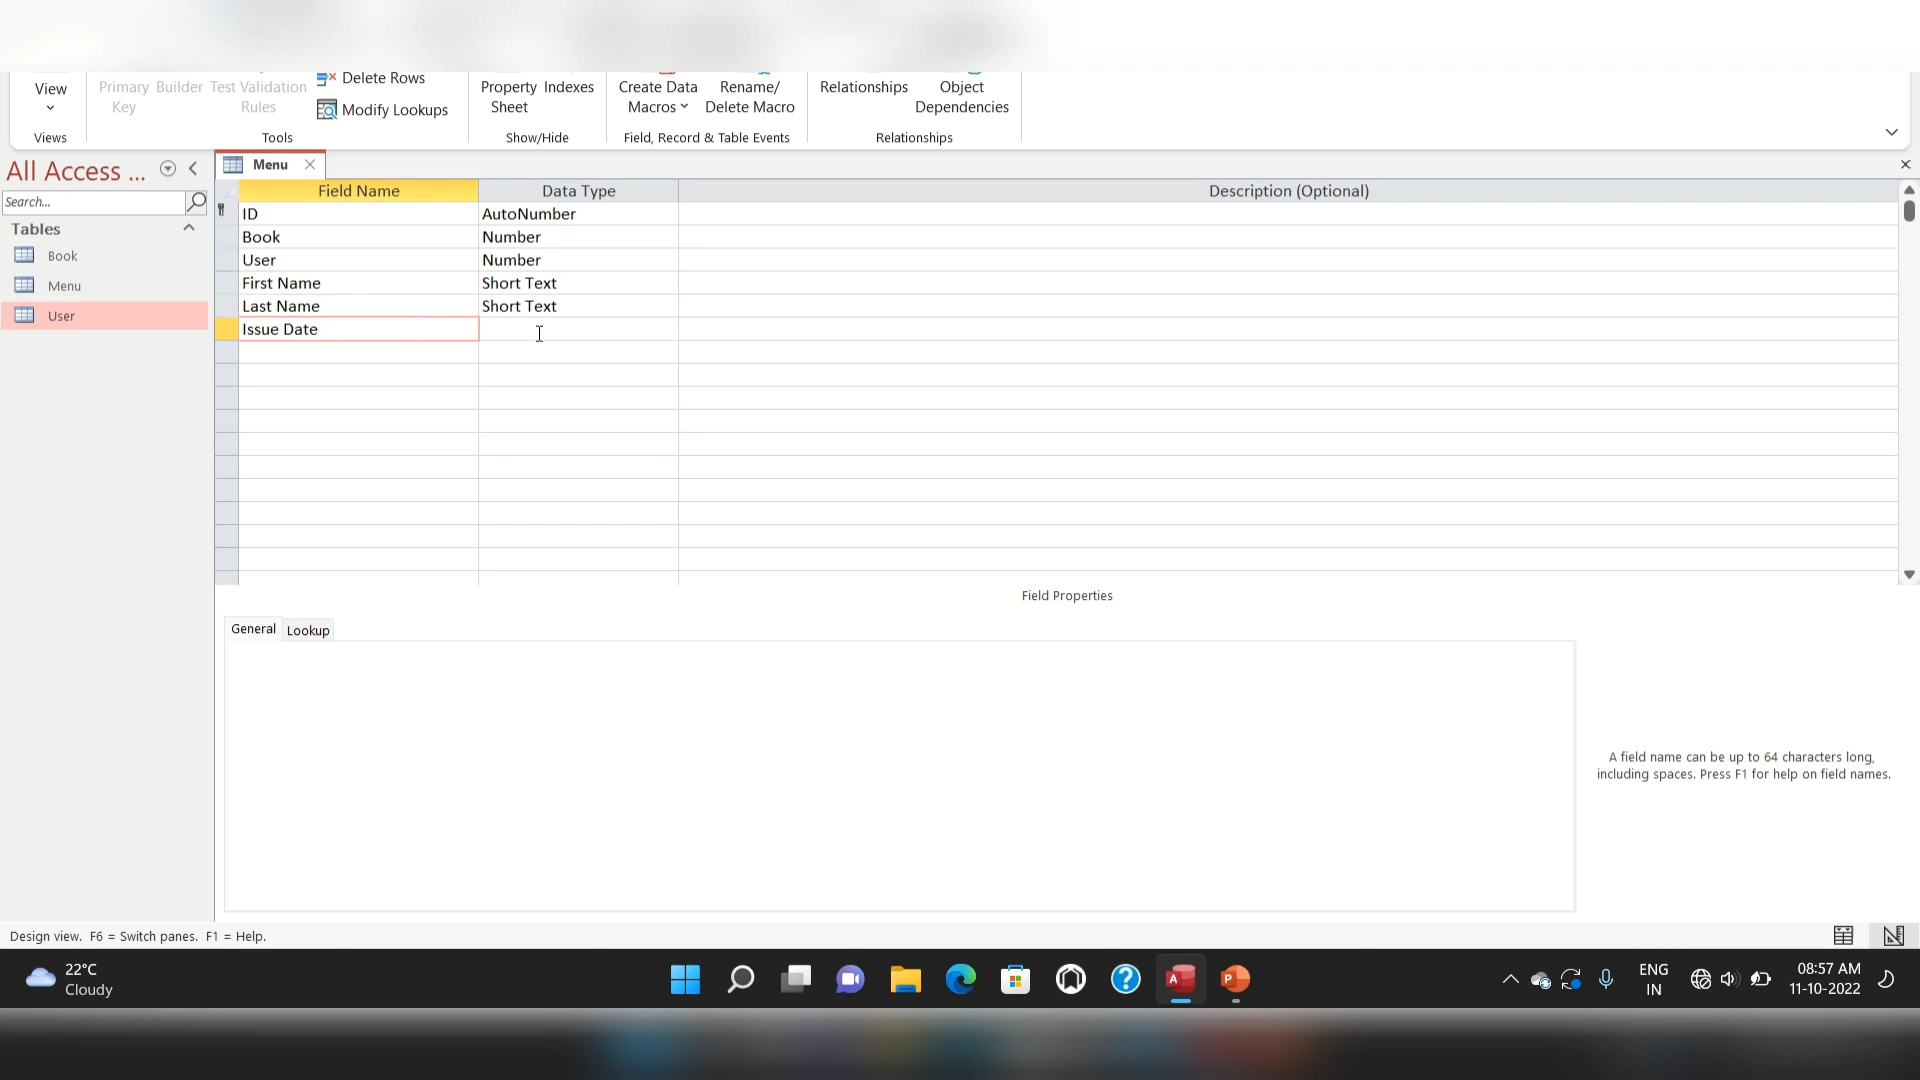 View
Views
Primary Key
Builder
Test Validation Rules
Delete Rows
Modify Lookups
Tools
Property Sheet
Indexes
Show/Hide
Create Data Macros
Rename/ Delete Macro
Field, Record & Table Events
Relationships
Object Dependencies
Relationships
All Access ...
Search...
Tables
Book
Menu
User
Menu
Field Name Data Type Description (Optional)
ID AutoNumber
Book Number
User Number
First Name Short Text
Last Name Short Text
Issue Date
Field Properties
General Lookup
A field name can be up to 64 characters long,
including spaces. Press F1 for help on field names.
Design view. F6 = Switch panes. F1 = Help.
22°C
Cloudy
A
P
ENG
IN
08:57 AM
11-10-2022